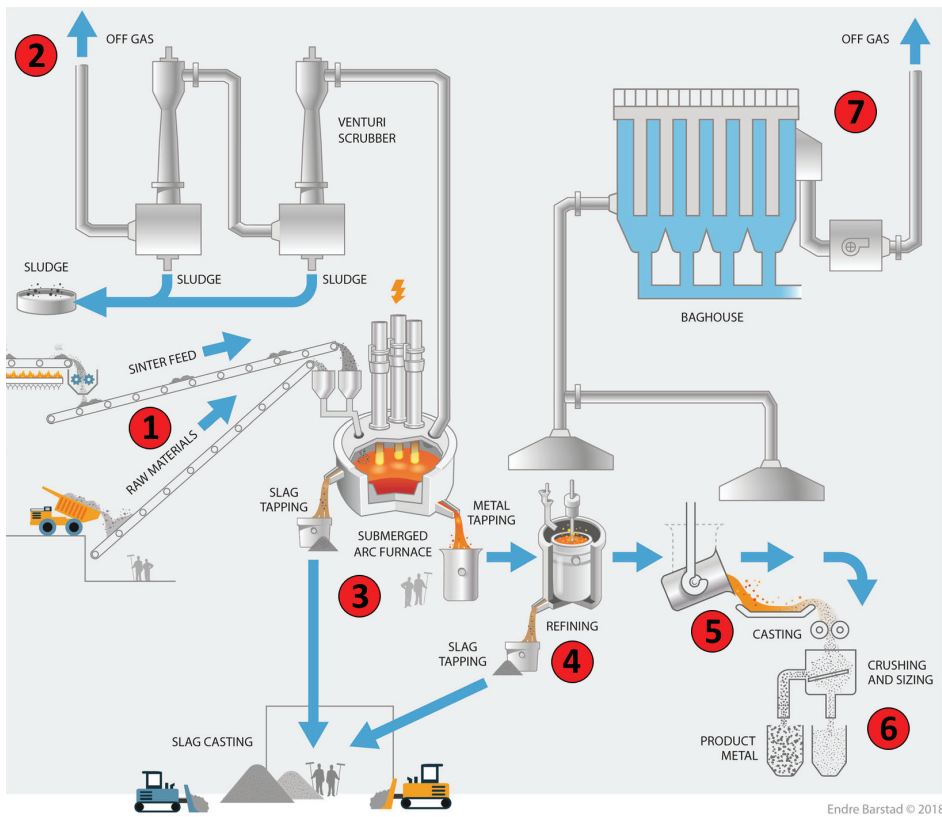 2
OFF GAS
OFF GAS
7
VENTURI
SCRUBBER
SLUDGE
SLUDGE
SLUDGE
BAGHOUSE
SINTER FEED
1
RAW MATERIALS
SLAG
TAPPING
SUBMERGED
ARC FURNACE
METAL
TAPPING
3
REFINING
SLAG
TAPPING
4
5
CASTING
CRUSHING
AND SIZING
6
PRODUCT
METAL
SLAG CASTING
Endre Barstad © 2018